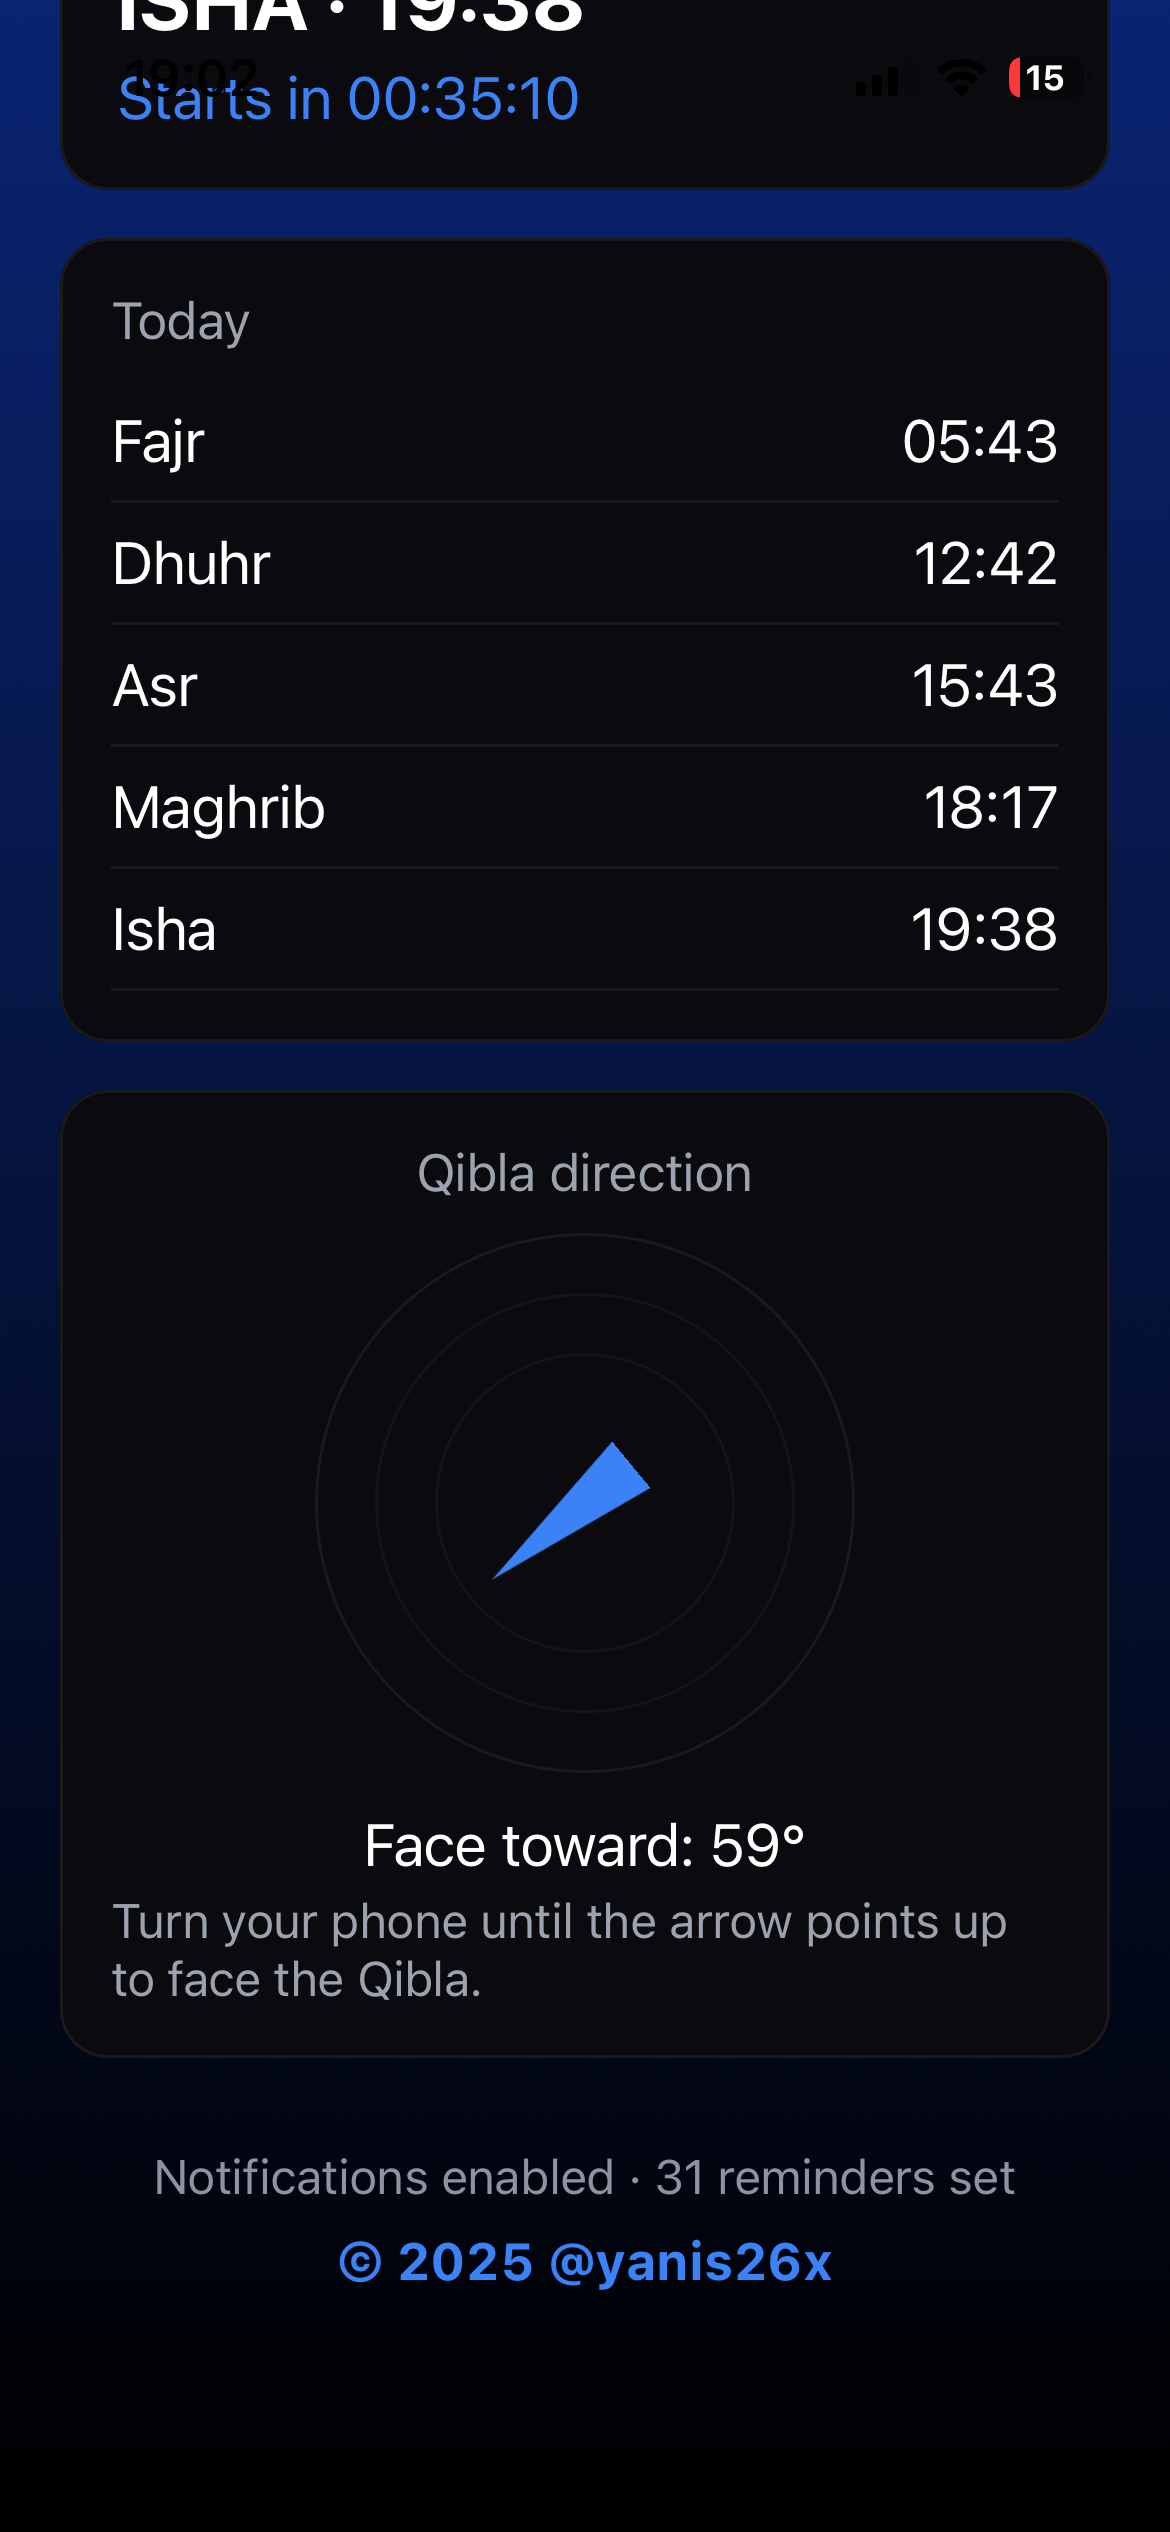 ISHA · 19:38
19:02
15
Starts in 00:35:10
Today
Fajr 05:43
Dhuhr 12:42
Asr 15:43
Maghrib 18:17
Isha 19:38
Qibla direction
Face toward: 59°
Turn your phone until the arrow points up
to face the Qibla.
Notifications enabled · 31 reminders set
© 2025 @yanis26x